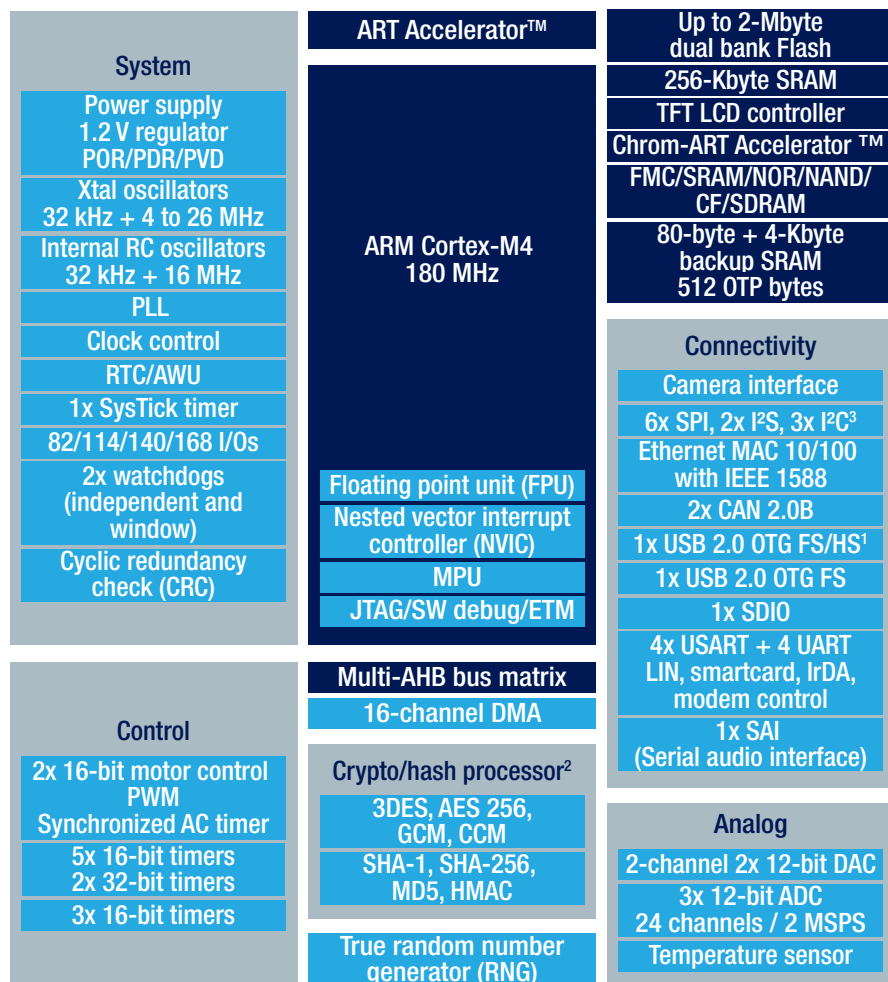 System
Power supply
1.2 V regulator
POR/PDR/PVD
Xtal oscillators
32 kHz + 4 to 26 MHz
Internal RC oscillators
32 kHz + 16 MHz
PLL
Clock control
RTC/AWU
1x SysTick timer
82/114/140/168 I/Os
2x watchdogs
(independent and
window)
Cyclic redundancy
check (CRC)
Control
2x 16-bit motor control
PWM
Synchronized AC timer
5x 16-bit timers
2x 32-bit timers
3x 16-bit timers
ART Accelerator™
ARM Cortex-M4
180 MHz
Floating point unit (FPU)
Nested vector interrupt
controller (NVIC)
MPU
JTAG/SW debug/ETM
Multi-AHB bus matrix
16-channel DMA
Crypto/hash processor²
3DES, AES 256,
GCM, CCM
SHA-1, SHA-256,
MD5, HMAC
True random number
generator (RNG)
Up to 2-Mbyte
dual bank Flash
256-Kbyte SRAM
TFT LCD controller
Chrom-ART Accelerator ™
FMC/SRAM/NOR/NAND/
CF/SDRAM
80-byte + 4-Kbyte
backup SRAM
512 OTP bytes
Connectivity
Camera interface
6x SPI, 2x I²S, 3x I²C³
Ethernet MAC 10/100
with IEEE 1588
2x CAN 2.0B
1x USB 2.0 OTG FS/HS¹
1x USB 2.0 OTG FS
1x SDIO
4x USART + 4 UART
LIN, smartcard, IrDA,
modem control
1x SAI
(Serial audio interface)
Analog
2-channel 2x 12-bit DAC
3x 12-bit ADC
24 channels / 2 MSPS
Temperature sensor